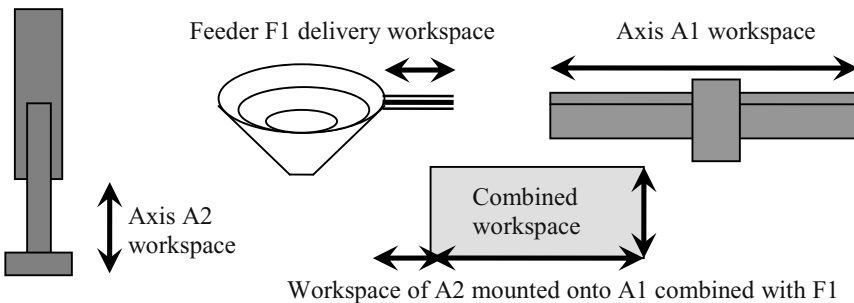 Feeder F1 delivery workspace
Axis A1 workspace
Axis A2
workspace
Combined
workspace
Workspace of A2 mounted onto A1 combined with F1